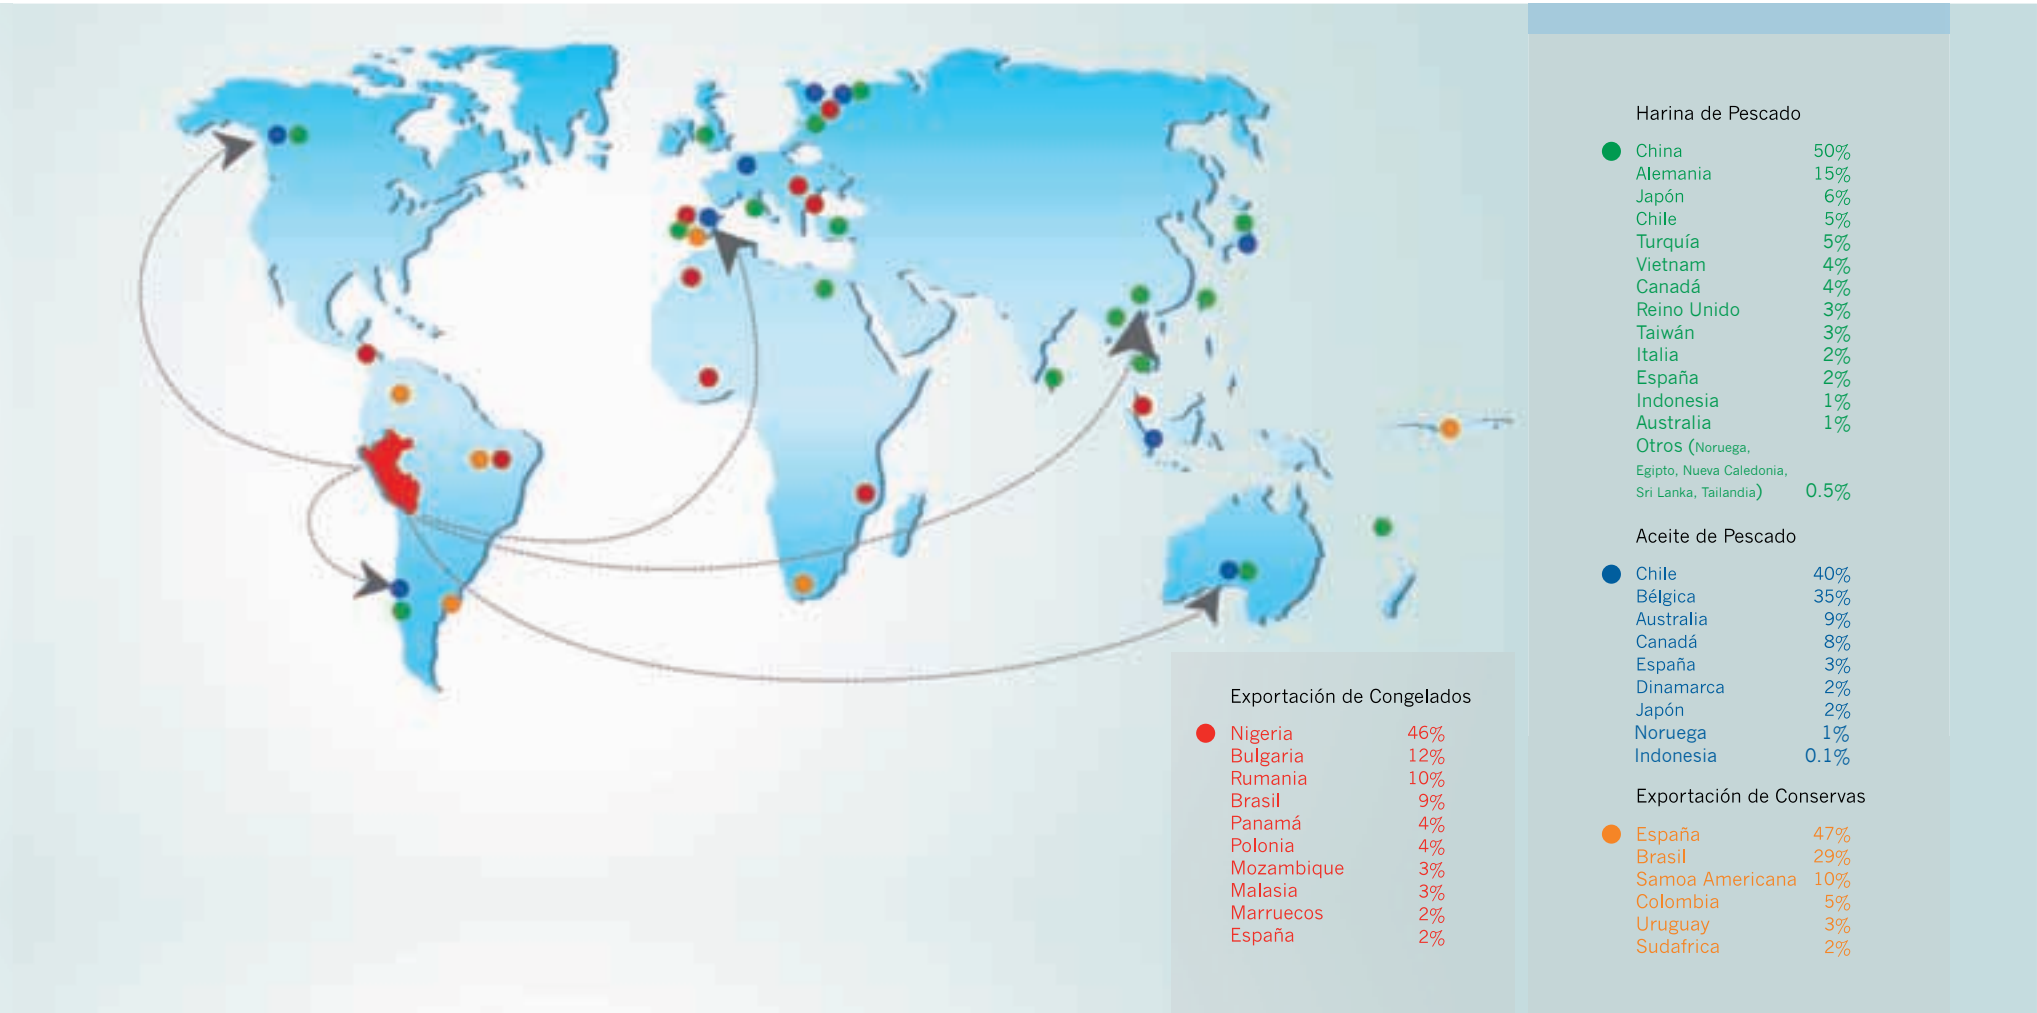 Harina de Pescado
China 50%
Alemania 15%
Japón 6%
Chile 5%
Turquía 5%
Vietnam 4%
Canadá 4%
Reino Unido 3%
Taiwán 3%
Italia 2%
España 2%
Indonesia 1%
Australia 1%
Otros (Noruega,
Egipto, Nueva Caledonia,
Sri Lanka, Tailandia) 0.5%
Aceite de Pescado
Chile 40%
Bélgica 35%
Australia 9%
Canadá 8%
España 3%
Dinamarca 2%
Japón 2%
Noruega 1%
Indonesia 0.1%
Exportación de Conservas
España 47%
Brasil 29%
Samoa Americana 10%
Colombia 5%
Uruguay 3%
Sudafrica 2%
Exportación de Congelados
Nigeria 46%
Bulgaria 12%
Rumania 10%
Brasil 9%
Panamá 4%
Polonia 4%
Mozambique 3%
Malasia 3%
Marruecos 2%
España 2%